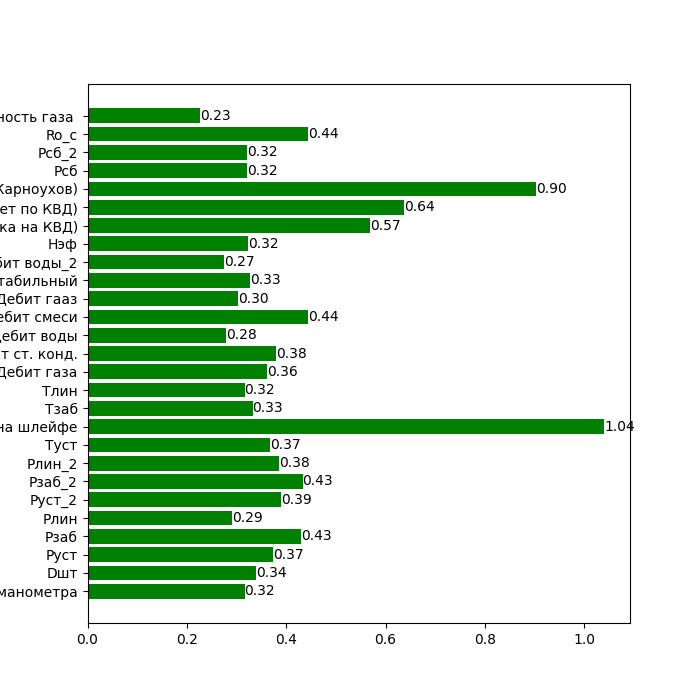 ность газа 0.23
Ro_c 0.44
Рсб_2 0.32
Рсб 0.32
Карноухов) 0.90
ет по КВД) 0.64
ка на КВД) 0.57
Нэф 0.32
бит воды_2 0.27
табильный 0.33
Дебит гааз 0.30
ебит смеси 0.44
Дебит воды 0.28
т ст. конд. 0.38
Дебит газа 0.36
Тлин 0.32
Тзаб 0.33
на шлейфе 1.04
Туст 0.37
Рлин_2 0.38
Рзаб_2 0.43
Руст_2 0.39
Рлин 0.29
Рзаб 0.43
Руст 0.37
Dшт 0.34
манометра 0.32
0.0 0.2 0.4 0.6 0.8 1.0